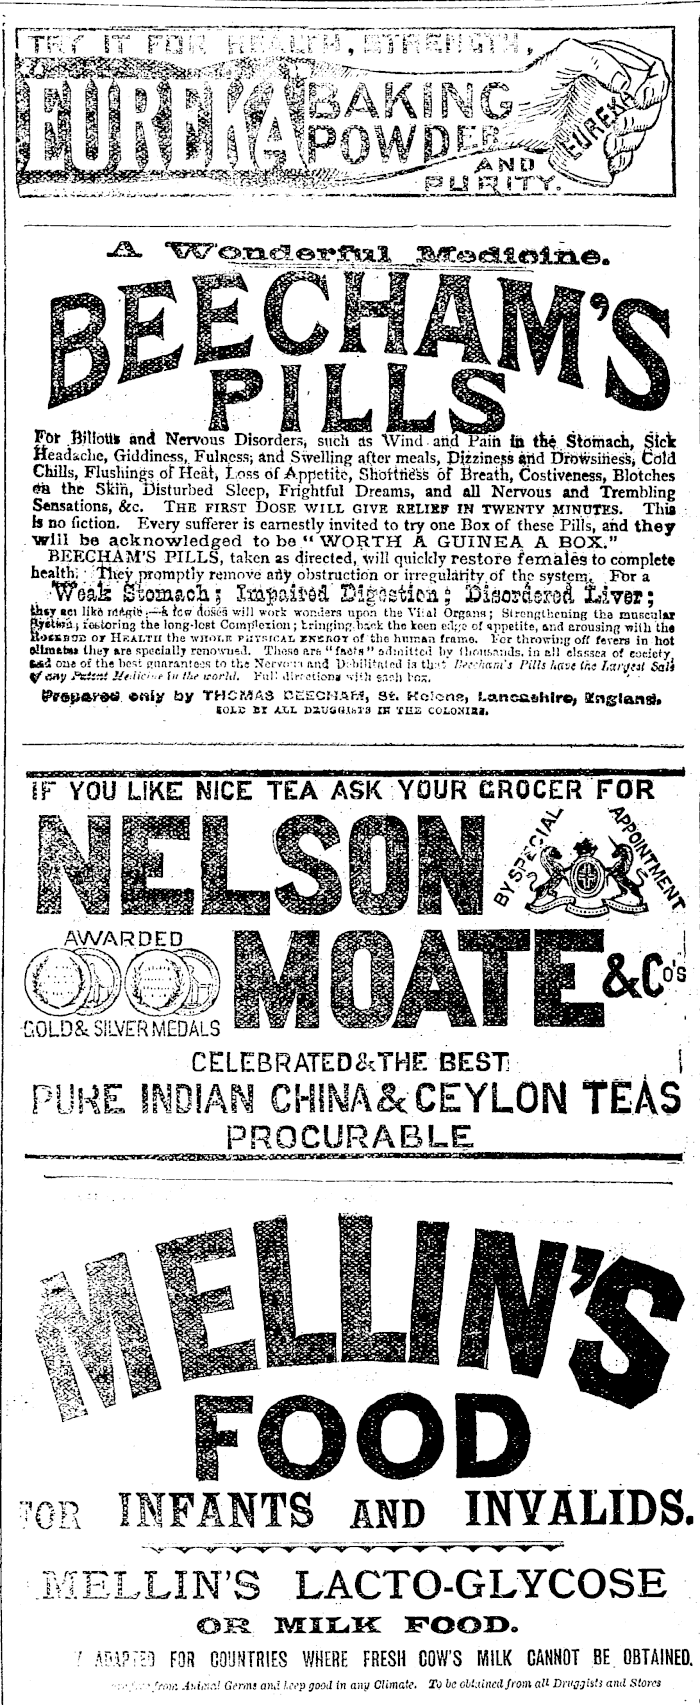 TRY IT FOR HEALTH, STRENGTH,
EUREKA BAKING
POWDER
EUREKA
AND
PURITY.
A Wonderful Medicine.
BEECHAM'S
PILLS
For Bilious and Nervous Disorders, such as Wind and Pain in the Stomach, Sick
Headache, Giddiness, Fulness; and Swelling after meals, Dizziness and Drowsiness, Cold
Chills, Flushings of Heat, Loss of Appetite, Shortness of Breath, Costiveness, Blotches
on the Skin, Disturbed Sleep, Frightful Dreams, and all Nervous and Trembling
Sensations, &c. THE FIRST DOSE WILL GIVE RELIEF IN TWENTY MINUTES. This
is no fiction. Every sufferer is earnestly invited to try one Box of these Pills, and they
will be acknowledged to be "WORTH A GUINEA A BOX."
BEECHAM'S PILLS, taken as directed, will quickly restore females to complete
health. They promptly remove any obstruction or irregularity of the system. For a
Weak Stomach; Impaired Digestion; Disordered Liver;
they act like magic:—a few doses will work wonders upon the Vital Organs; Strengthening the muscular
System; restoring the long-lost Complexion; bringing back the keen edge of appetite, and arousing with the
ROSEBUD OF HEALTH the WHOLE PHYSICAL ENERGY of the human frame. For throwing off fevers in hot
climates they are specially renowned. These are "facts" admitted by thousands, in all classes of society,
and one of the best guarantees to the Nervous and Debilitated is that Beecham's Pills have the Largest Sale
of any Patent Medicine in the world. Full directions with each box.
Prepared only by THOMAS BEECHAM, St. Helens, Lancashire, England.
SOLD BY ALL DRUGGISTS IN THE COLONIES.
IF YOU LIKE NICE TEA ASK YOUR GROCER FOR
NELSON
BY SPECIAL APPOINTMENT
AWARDED
MOATE & Co's
GOLD & SILVER MEDALS
CELEBRATED & THE BEST
PURE INDIAN CHINA & CEYLON TEAS
PROCURABLE
MELLIN'S
FOOD
FOR INFANTS AND INVALIDS.
MELLIN'S LACTO-GLYCOSE
OR MILK FOOD.
Y ADAPTED FOR COUNTRIES WHERE FRESH COW'S MILK CANNOT BE OBTAINED.
from Animal Germs and keep good in any Climate. To be obtained from all Druggists and Stores